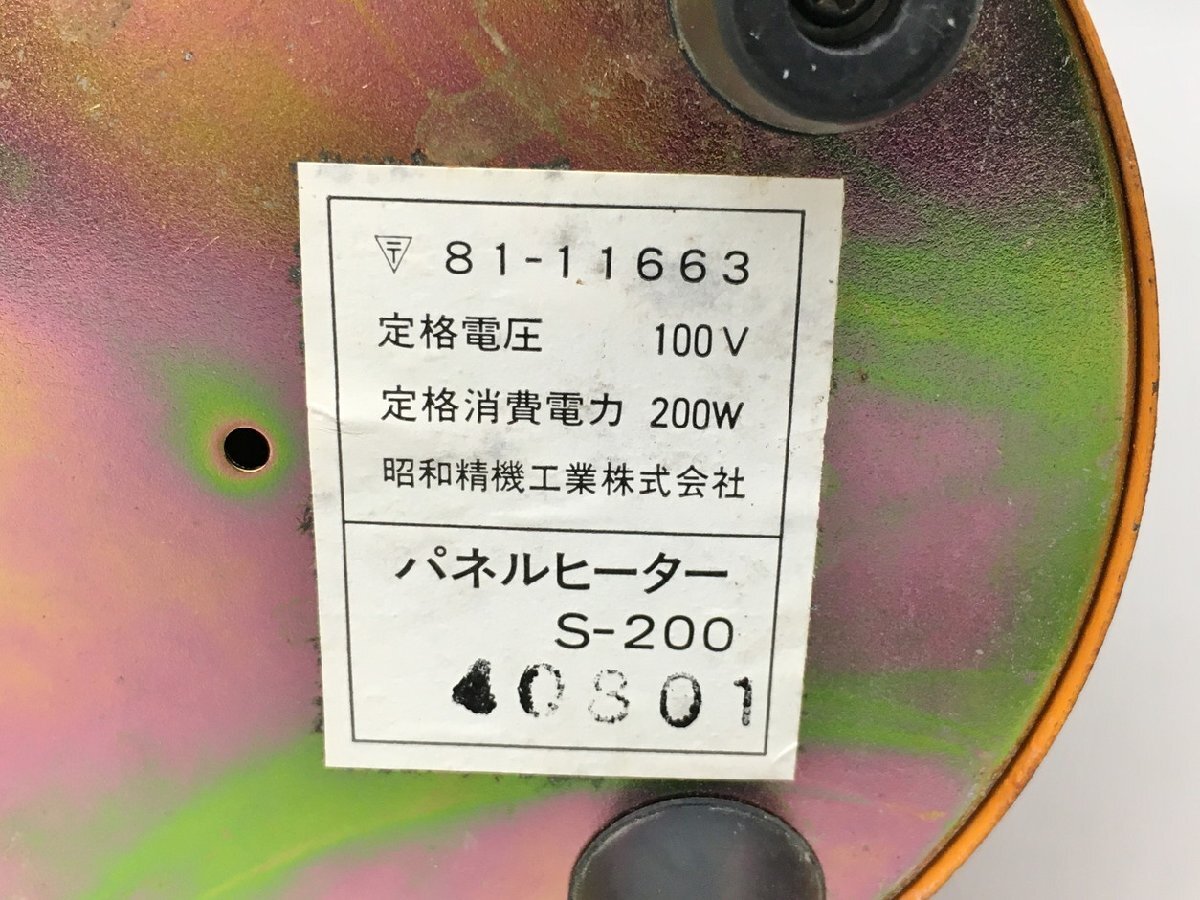 81-11663
定格電圧 100V
定格消費電力 200W
昭和精機工業株式会社
パネルヒーター
S-200
40801